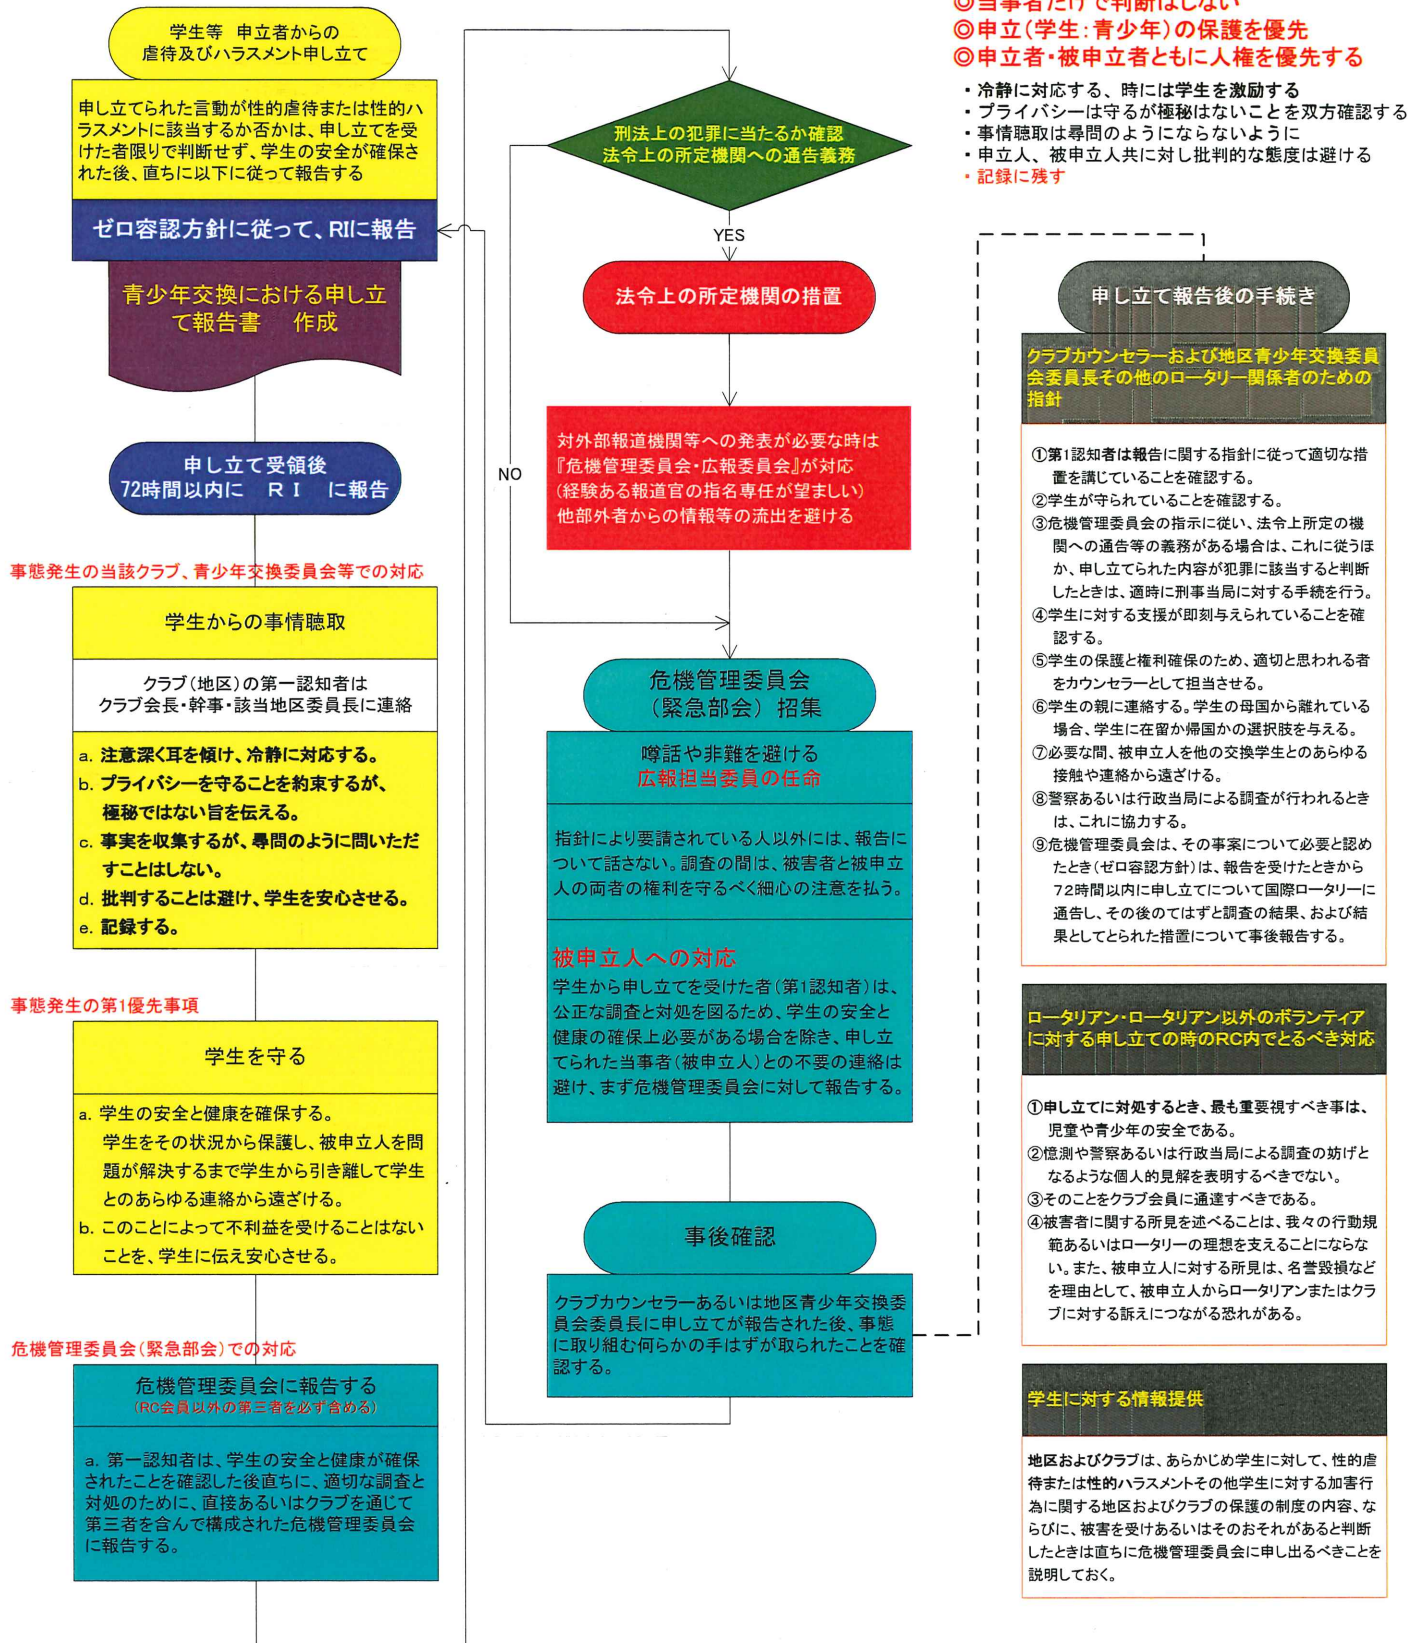 学生等 申立者からの
虐待及びハラスメント申し立て
申し立てられた言動が性的虐待または性的ハ
ラスメントに該当するか否かは、申し立てを受
けた者限りで判断せず、学生の安全が確保さ
れた後、直ちに以下に従って報告する
ゼロ容認方針に従って、RIに報告
青少年交換における申し立
て報告書 作成
申し立て受領後
72時間以内に RI に報告
事態発生の当該クラブ、青少年交換委員会等での対応
学生からの事情聴取
クラブ(地区)の第一認知者は
クラブ会長・幹事・該当地区委員長に連絡
a. 注意深く耳を傾け、冷静に対応する。
b. プライバシーを守ることを約束するが、
極秘ではない旨を伝える。
c. 事実を収集するが、尋問のように問いただ
すことはしない。
d. 批判することは避け、学生を安心させる。
e. 記録する。
事態発生の第1優先事項
学生を守る
a. 学生の安全と健康を確保する。
学生をその状況から保護し、被申立人を問
題が解決するまで学生から引き離して学生
とのあらゆる連絡から遠ざける。
b. このことによって不利益を受けることはない
ことを、学生に伝え安心させる。
危機管理委員会(緊急部会)での対応
危機管理委員会に報告する
(RC会員以外の第三者を必ず含める)
a. 第一認知者は、学生の安全と健康が確保
されたことを確認した後直ちに、適切な調査と
対処のために、直接あるいはクラブを通じて
第三者を含んで構成された危機管理委員会
に報告する。
刑法上の犯罪に当たるか確認
法令上の所定機関への通告義務
YES
NO
法令上の所定機関の措置
対外部報道機関等への発表が必要な時は
『危機管理委員会・広報委員会』が対応
(経験ある報道官の指名専任が望ましい)
他部外者からの情報等の流出を避ける
危機管理委員会
(緊急部会)招集
噂話や非難を避ける
広報担当委員の任命
指針により要請されている人以外には、報告に
ついて話さない。調査の間は、被害者と被申立
人の両者の権利を守るべく細心の注意を払う。
被申立人への対応
学生から申し立てを受けた者(第1認知者)は、
公正な調査と対処を図るため、学生の安全と
健康の確保上必要がある場合を除き、申し立
てられた当事者(被申立人)との不要の連絡は
避け、まず危機管理委員会に対して報告する。
事後確認
クラブカウンセラーあるいは地区青少年交換委
員会委員長に申し立てが報告された後、事態
に取り組む何らかの手はずが取られたことを確
認する。
◎当事者だけで判断はしない
◎申立(学生:青少年)の保護を優先
◎申立者・被申立者ともに人権を優先する
・冷静に対応する、時には学生を激励する
・プライバシーは守るが極秘はないことを双方確認する
・事情聴取は尋問のようにならないように
・申立人、被申立人共に対し批判的な態度は避ける
・記録に残す
申し立て報告後の手続き
クラブカウンセラーおよび地区青少年交換委員
会委員長その他のロータリー関係者のための
指針
①第1認知者は報告に関する指針に従って適切な措
置を講じていることを確認する。
②学生が守られていることを確認する。
③危機管理委員会の指示に従い、法令上所定の機
関への通告等の義務がある場合は、これに従うほ
か、申し立てられた内容が犯罪に該当すると判断
したときは、適時に刑事当局に対する手続を行う。
④学生に対する支援が即刻与えられていることを確
認する。
⑤学生の保護と権利確保のため、適切と思われる者
をカウンセラーとして担当させる。
⑥学生の親に連絡する。学生の母国から離れている
場合、学生に在留か帰国かの選択肢を与える。
⑦必要な間、被申立人を他の交換学生とのあらゆる
接触や連絡から遠ざける。
⑧警察あるいは行政当局による調査が行われるとき
は、これに協力する。
⑨危機管理委員会は、その事案について必要と認め
たとき(ゼロ容認方針)は、報告を受けたときから
72時間以内に申し立てについて国際ロータリーに
通告し、その後のてはずと調査の結果、および結
果としてとられた措置について事後報告する。
ロータリアン・ロータリアン以外のボランティア
に対する申し立ての時のRC内でとるべき対応
①申し立てに対処するとき、最も重要視すべき事は、
児童や青少年の安全である。
②憶測や警察あるいは行政当局による調査の妨げと
なるような個人的見解を表明するべきでない。
③そのことをクラブ会員に通達すべきである。
④被害者に関する所見を述べることは、我々の行動規
範あるいはロータリーの理想を支えることにならな
い。また、被申立人に対する所見は、名誉毀損など
を理由として、被申立人からロータリアンまたはクラ
ブに対する訴えにつながる恐れがある。
学生に対する情報提供
地区およびクラブは、あらかじめ学生に対して、性的虐
待または性的ハラスメントその他学生に対する加害行
為に関する地区およびクラブの保護の制度の内容、な
らびに、被害を受けあるいはそのおそれがあると判断
したときは直ちに危機管理委員会に申し出るべきことを
説明しておく。